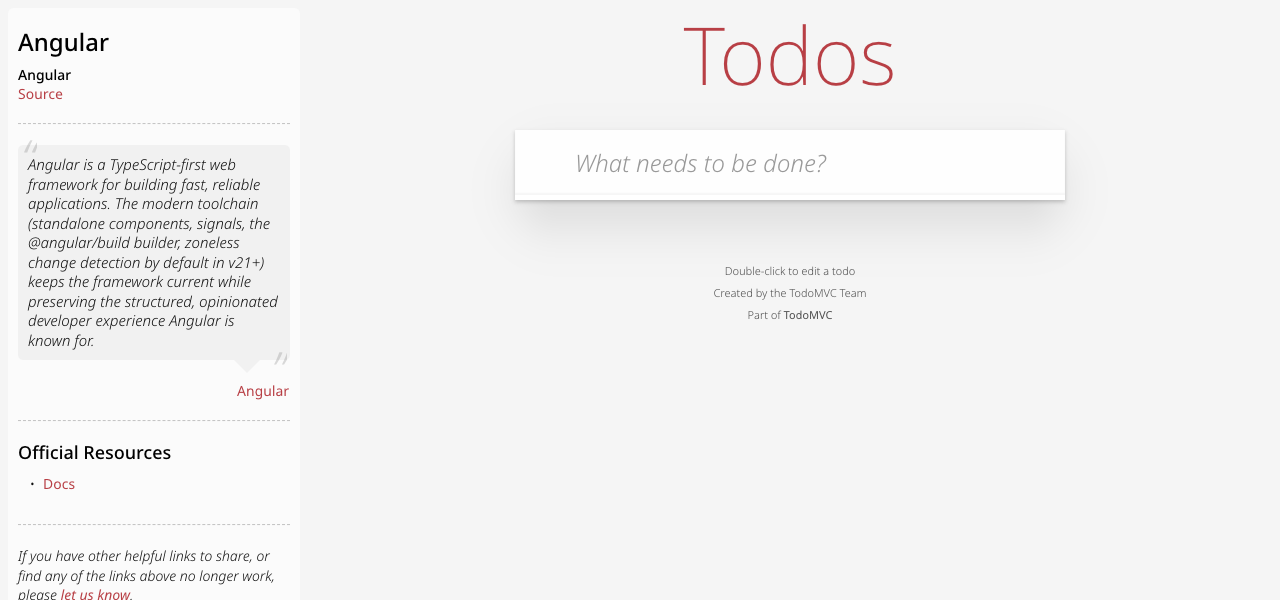 Angular
Angular
Source
Angular is a TypeScript-first web
framework for building fast, reliable
applications. The modern toolchain
(standalone components, signals, the
@angular/build builder, zoneless
change detection by default in v21+)
keeps the framework current while
preserving the structured, opinionated
developer experience Angular is
known for.
Angular
Official Resources
• Docs
If you have other helpful links to share, or
find any of the links above no longer work,
please let us know.
Todos
What needs to be done?
Double-click to edit a todo
Created by the TodoMVC Team
Part of TodoMVC